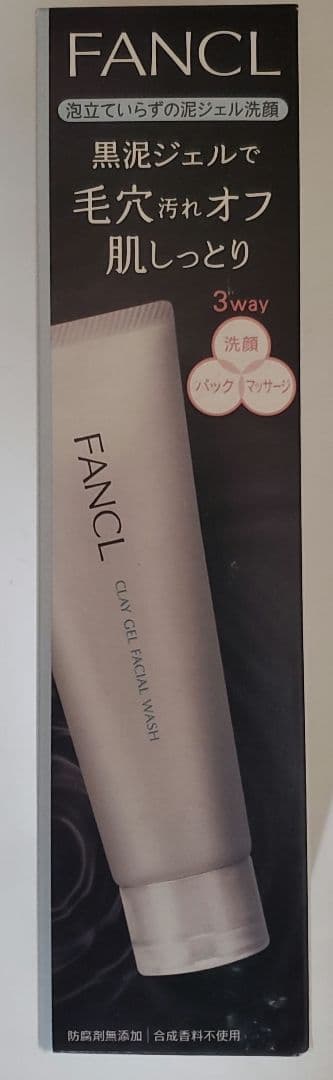 FANCL
泡立ていらずの泥ジェル洗顔
黒泥ジェルで
毛穴汚れオフ
肌しっとり
3way
洗顔
パック マッサージ
FANCL
CLAY GEL FACIAL WASH
防腐剤無添加|合成香料不使用